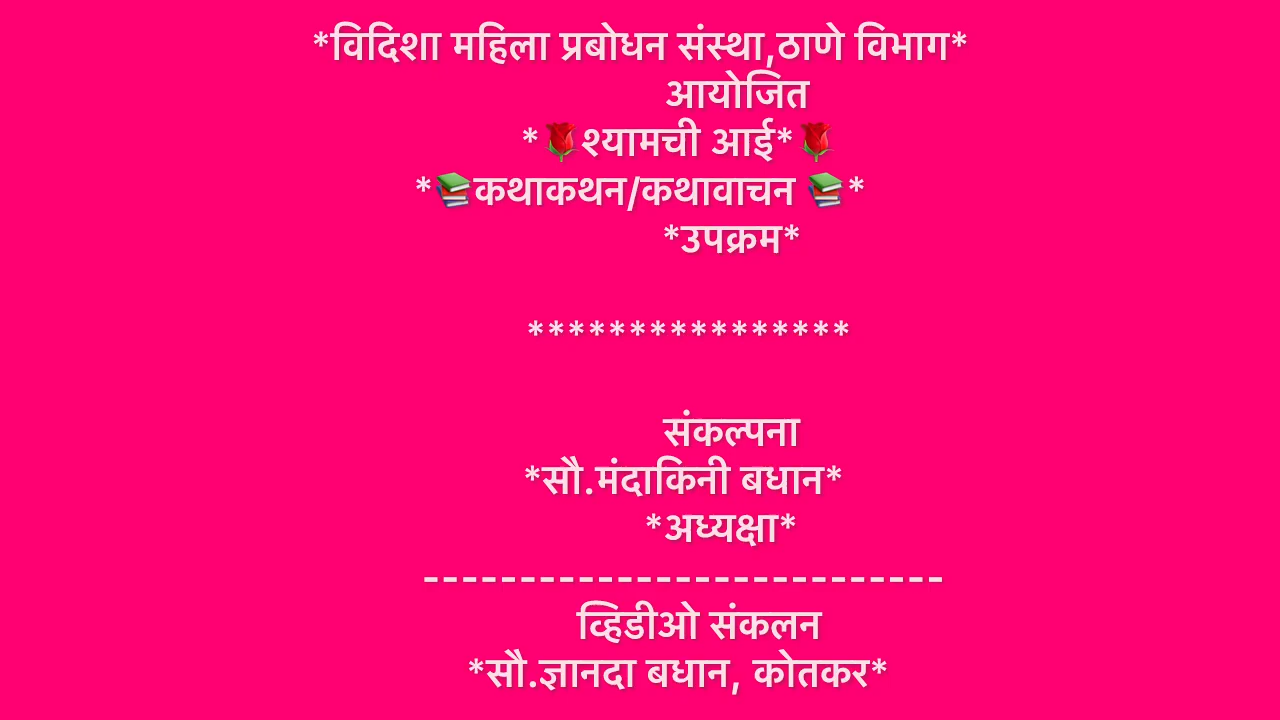 *विदिशा महिला प्रबोधन संस्था,ठाणे विभाग*
आयोजित
*🌹श्यामची आई*🌹
*📚कथाकथन/कथावाचन 📚*
*उपक्रम*
****************
संकल्पना
*सौ.मंदाकिनी बधान*
*अध्यक्षा*
---------------------------
व्हिडीओ संकलन
*सौ.ज्ञानदा बधान, कोतकर*